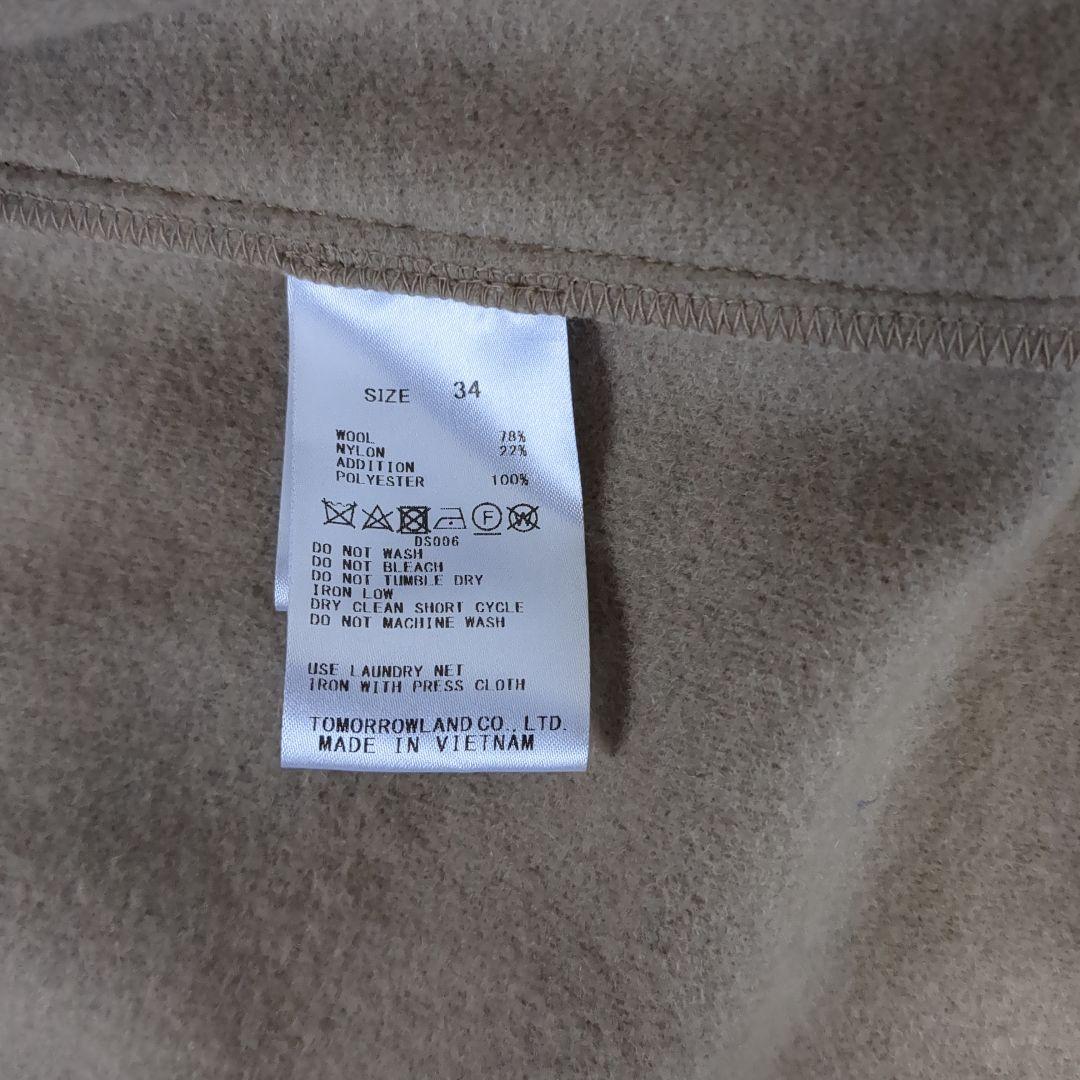 SIZE 34
WOOL 78%
NYLON 22%
ADDITION
POLYESTER 100%
F W
DS006
DO NOT WASH
DO NOT BLEACH
DO NOT TUMBLE DRY
IRON LOW
DRY CLEAN SHORT CYCLE
DO NOT MACHINE WASH
USE LAUNDRY NET
IRON WITH PRESS CLOTH
TOMORROWLAND CO., LTD.
MADE IN VIETNAM